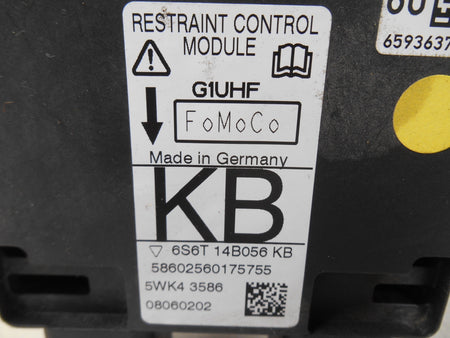 RESTRAINT CONTROL
MODULE
G1UHF
FoMoCo
Made in Germany
KB
6S6T 14B056 KB
58602560175755
5WK4 3586
08060202
6593637